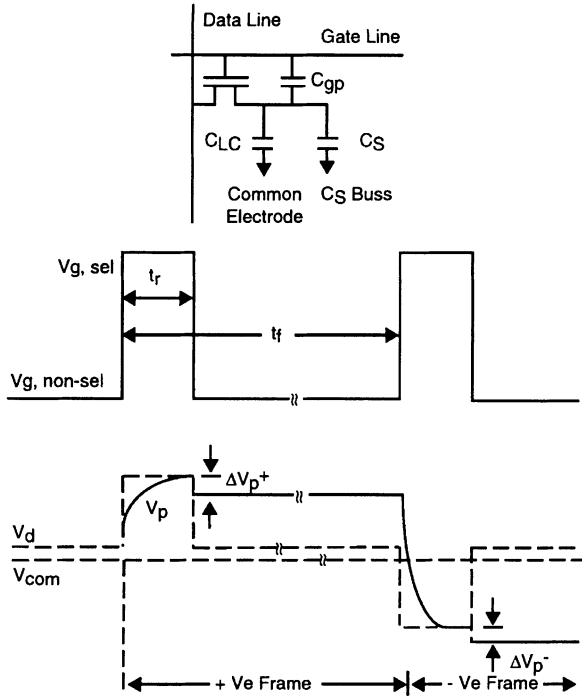 Data Line
Gate Line
Cgp
CLC
CS
Common
Electrode
CS Buss
Vg, sel
tr
tf
Vg, non-sel
ΔVp+
Vp
Vd
Vcom
ΔVp-
+ Ve Frame
- Ve Frame